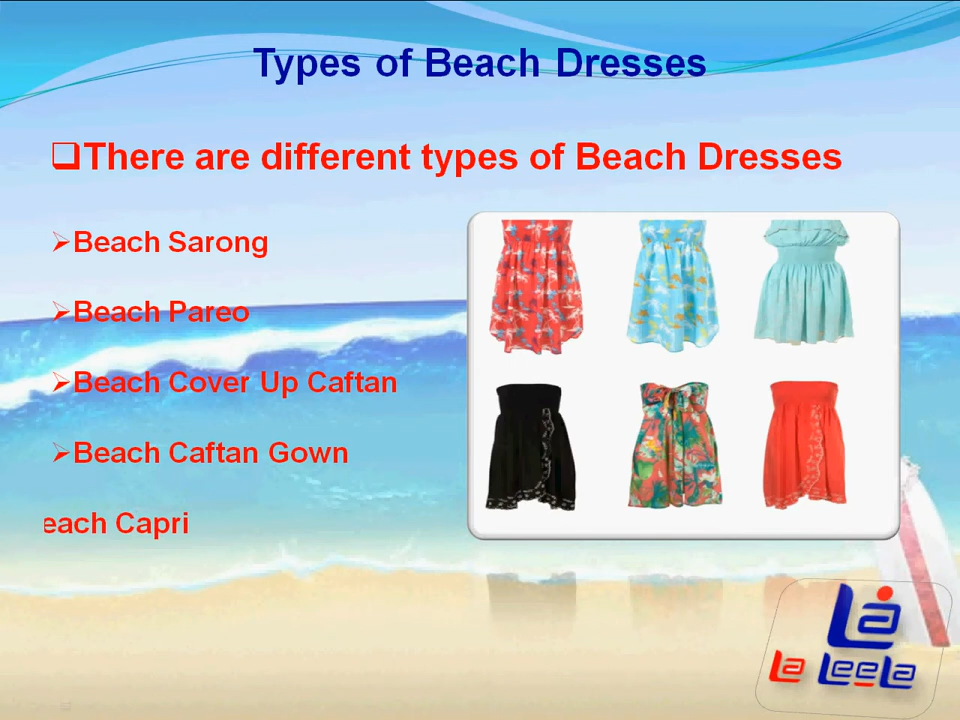 Types of Beach Dresses
There are different types of Beach Dresses
Beach Sarong
Beach Pareo
Beach Cover Up Caftan
Beach Caftan Gown
each Capri
La
La Leela